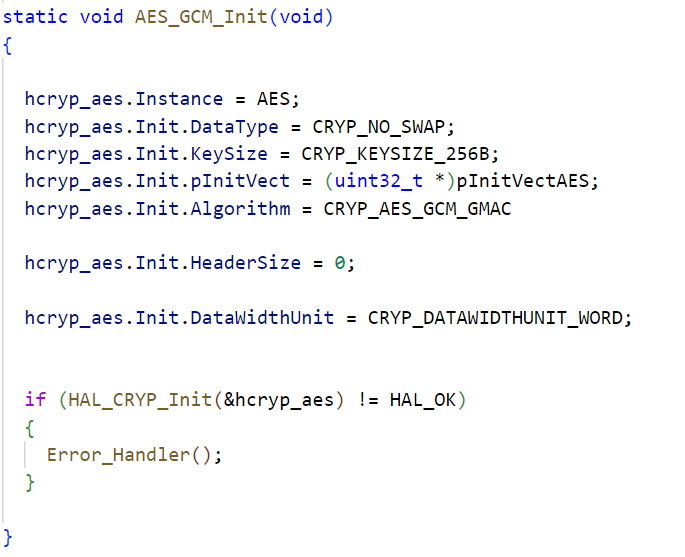 static void AES_GCM_Init(void)
{
hcryp_aes.Instance = AES;
hcryp_aes.Init.DataType = CRYP_NO_SWAP;
hcryp_aes.Init.KeySize = CRYP_KEYSIZE_256B;
hcryp_aes.Init.pInitVect = (uint32_t *)pInitVectAES;
hcryp_aes.Init.Algorithm = CRYP_AES_GCM_GMAC
hcryp_aes.Init.HeaderSize = 0;
hcryp_aes.Init.DataWidthUnit = CRYP_DATAWIDTHUNIT_WORD;
if (HAL_CRYP_Init(&hcryp_aes) != HAL_OK)
{
Error_Handler();
}
}